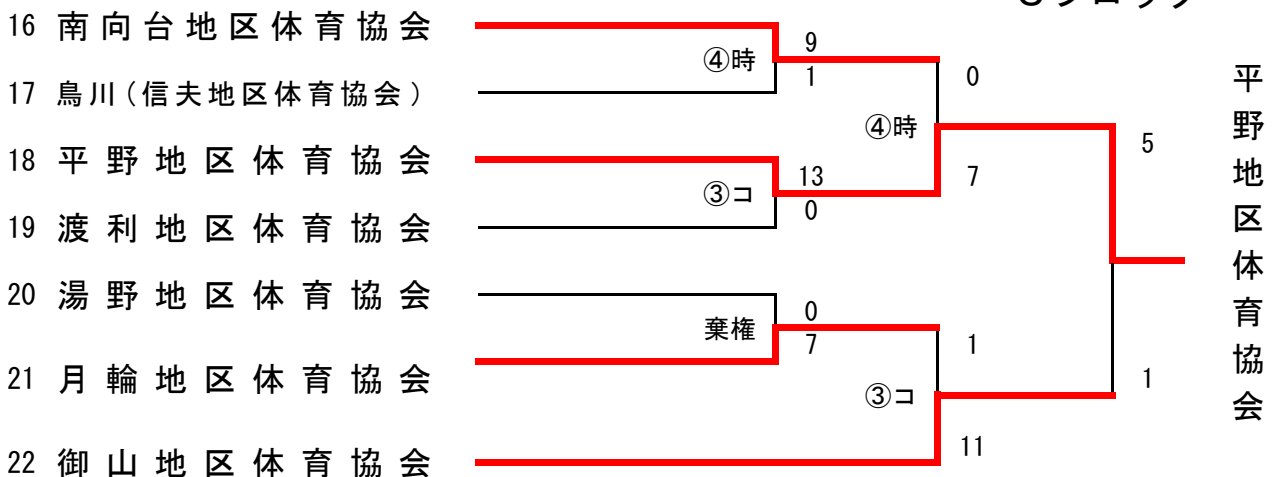 ブロック
16 南向台地区体育協会
9
④時
1
17 鳥川(信夫地区体育協会)
0
④時
18 平野地区体育協会
5
13
7
③コ
0
19 渡利地区体育協会
20 湯野地区体育協会
0
棄権
7
1
21 月輪地区体育協会
1
③コ
11
22 御山地区体育協会
平野地区体育協会